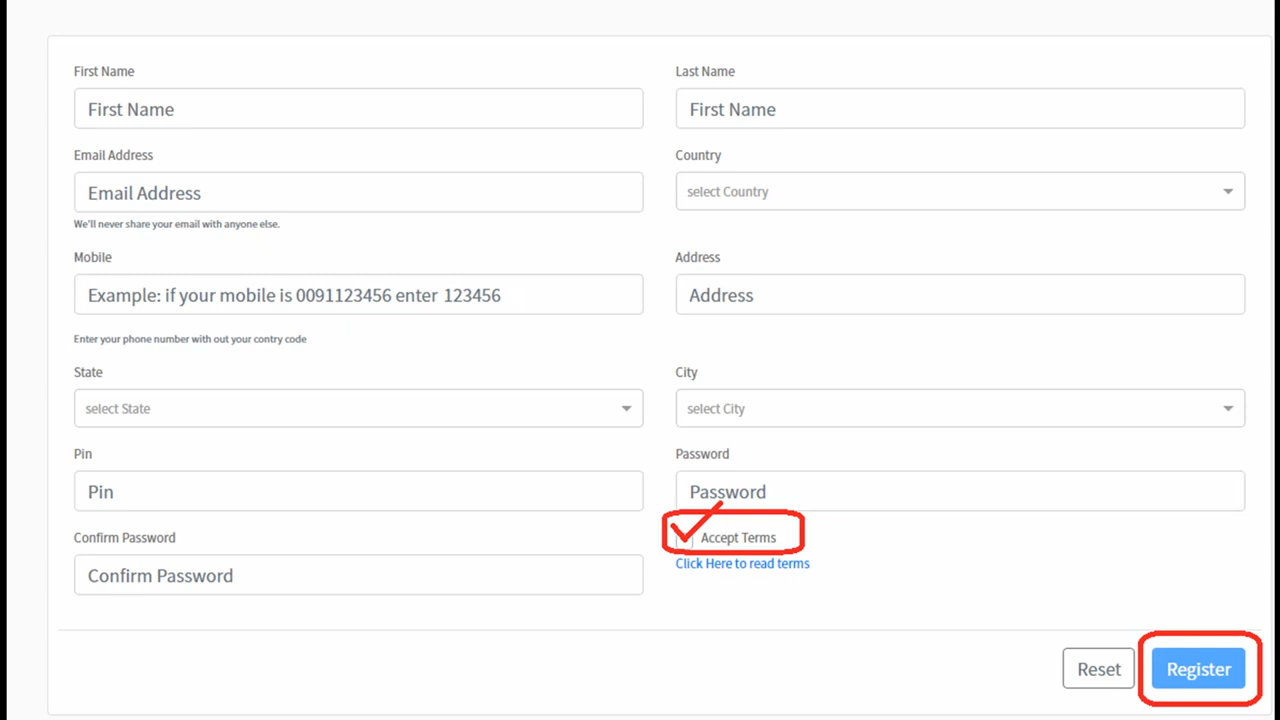 First Name
Last Name
First Name
First Name
Email Address
Country
Email Address
select Country
We'll never share your email with anyone else.
Mobile
Address
Example: if your mobile is 0091123456 enter 123456
Address
Enter your phone number with out your contry code
State
City
select State
select City
Pin
Password
Pin
Password
Confirm Password
Accept Terms
Confirm Password
Click Here to read terms
Reset
Register